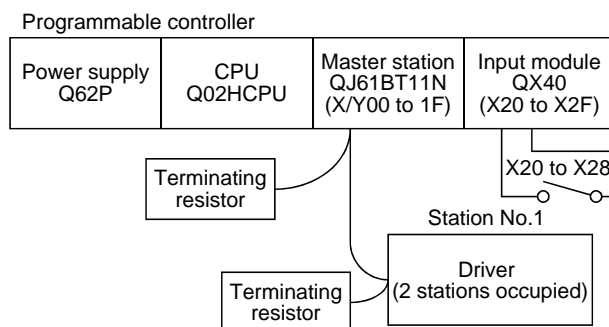 Programmable controller
Power supply
Q62P
CPU
Q02HCPU
Master station
QJ61BT11N
(X/Y00 to 1F)
Input module
QX40
(X20 to X2F)
X20 to X28
Terminating
resistor
Station No.1
Driver
(2 stations occupied)
Terminating
resistor